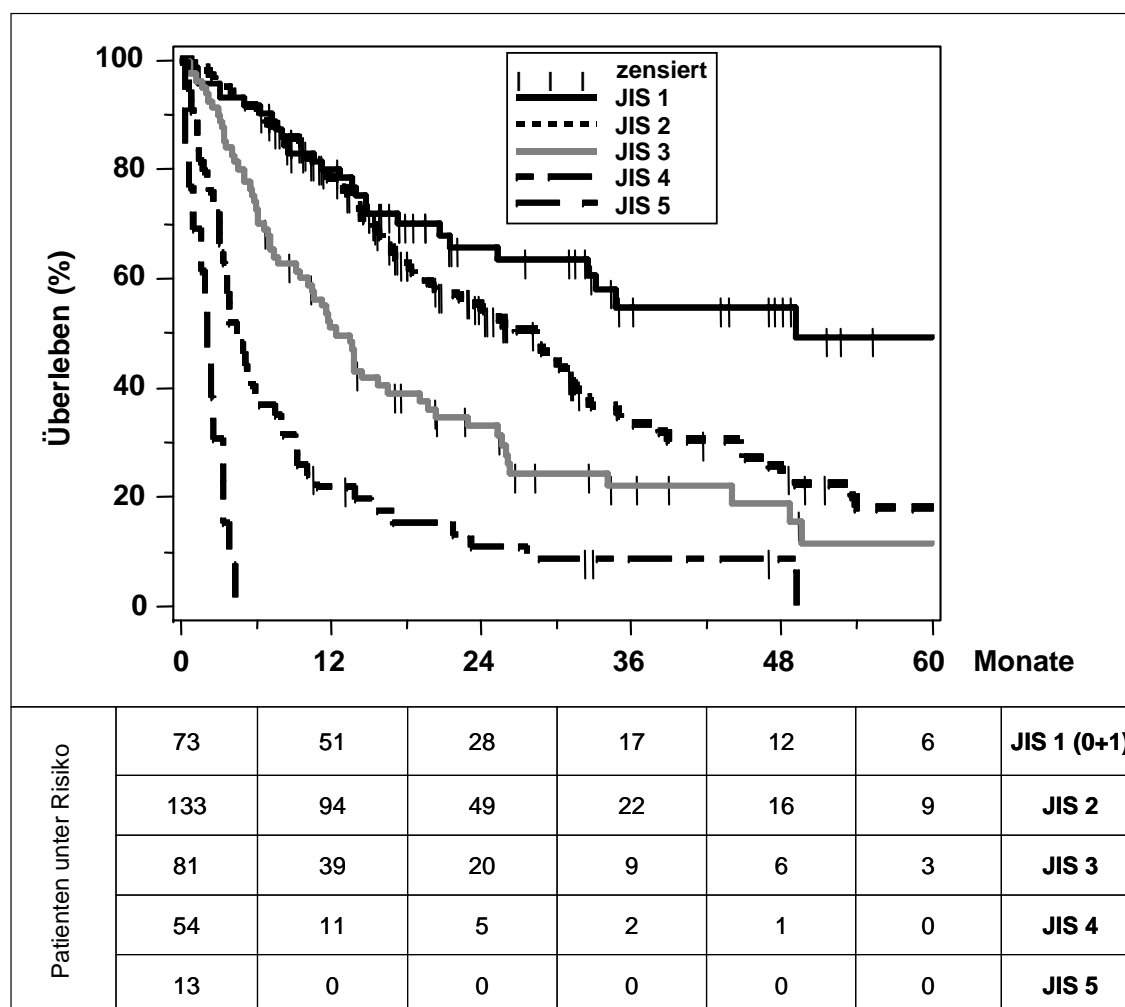 100
80
60
40
20
0
Überleben (%)
zensiert
JIS 1
JIS 2
JIS 3
JIS 4
JIS 5
0 12 24 36 48 60 Monate
Patienten unter Risiko
73 51 28 17 12 6 JIS 1 (0+1)
133 94 49 22 16 9 JIS 2
81 39 20 9 6 3 JIS 3
54 11 5 2 1 0 JIS 4
13 0 0 0 0 0 JIS 5